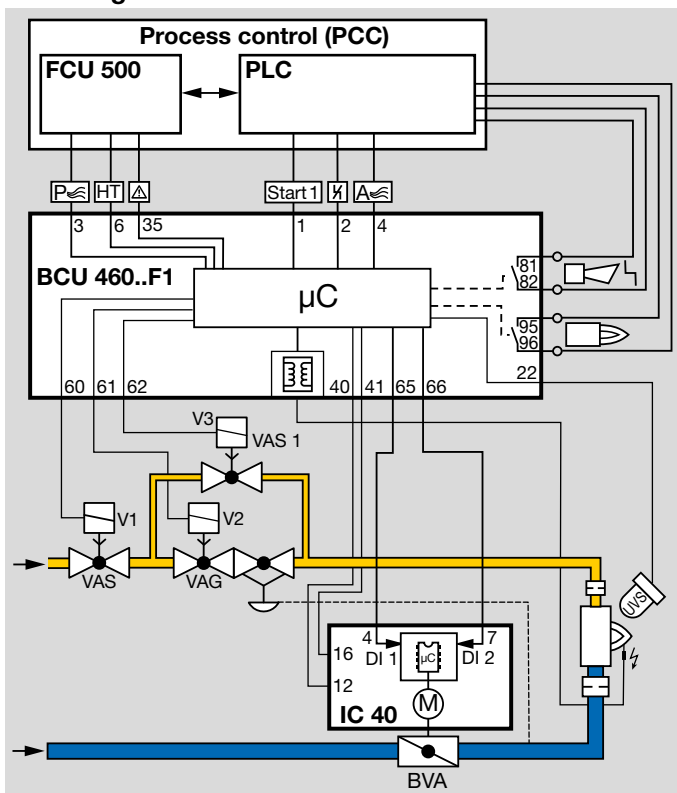 Process control (PCC)
FCU 500
PLC
P
HT
Start 1
A
3
6
35
1
2
4
BCU 460..F1
µC
81
82
95
96
22
60
61
62
40
41
65
66
V3
VAS 1
V1
V2
VAS
VAG
UVS
4
7
16
DI 1
µC
DI 2
12
M
IC 40
BVA